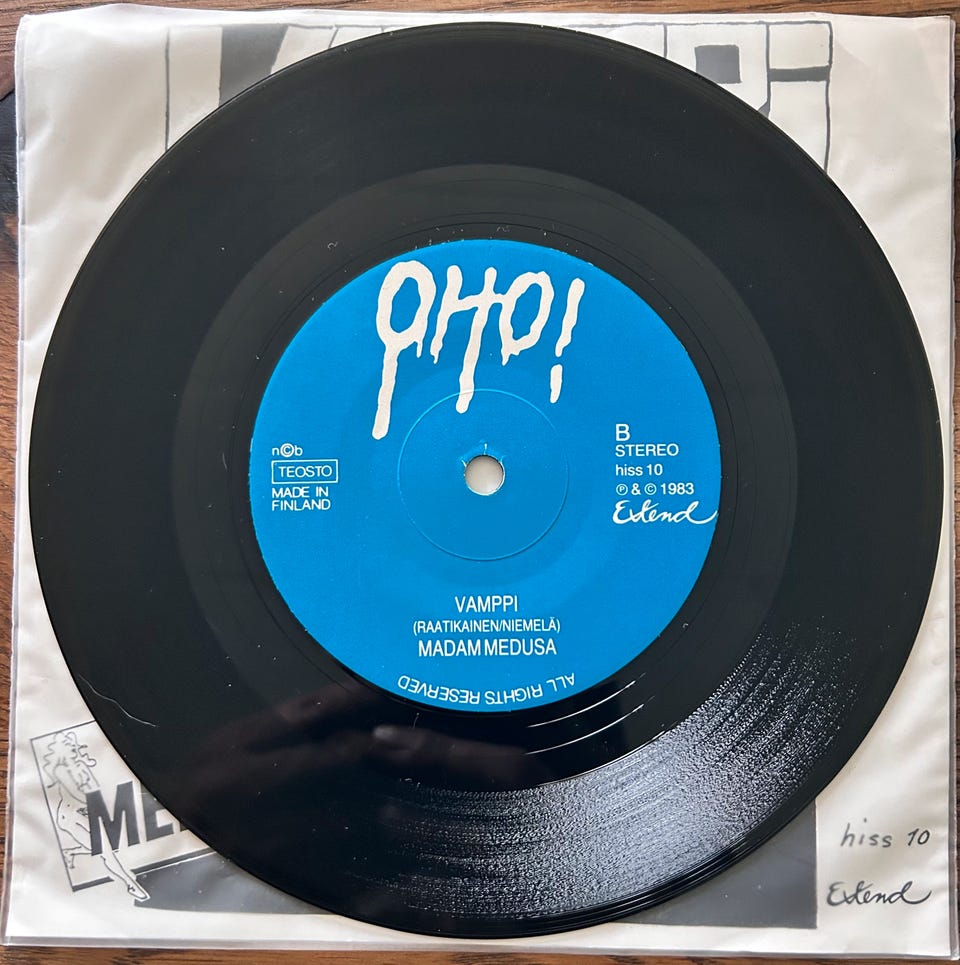 OHO!
n©b
TEOSTO
MADE IN
FINLAND
B
STEREO
hiss 10
℗ & © 1983
Extend
VAMPPI
(RAATIKAINEN/NIEMELÄ)
MADAM MEDUSA
ALL RIGHTS RESERVED
hiss 10
Extend